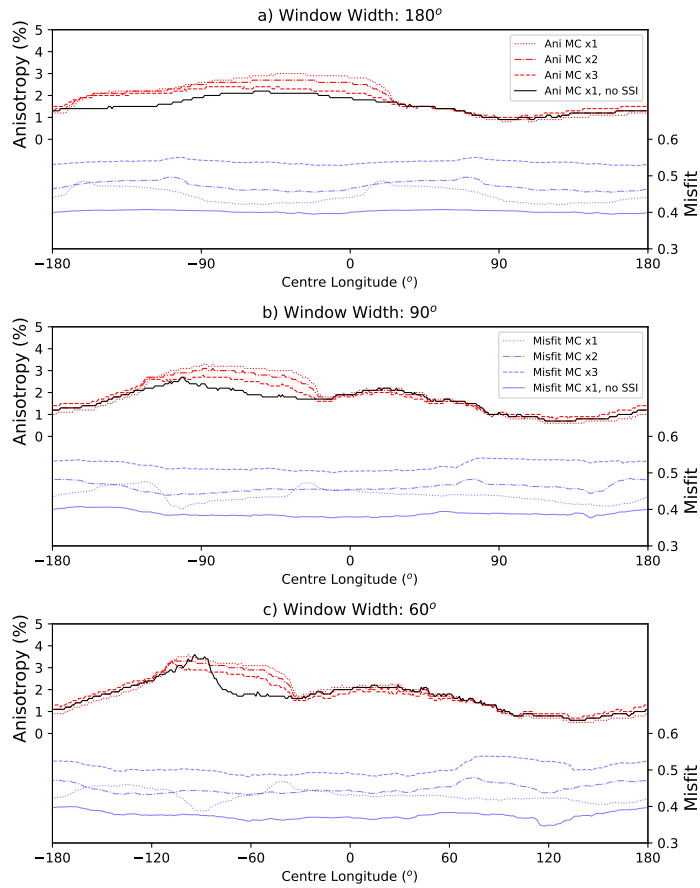 a) Window Width: 180°
Anisotropy (%)
5
4
3
2
1
0
Ani MC x1
Ani MC x2
Ani MC x3
Ani MC x1, no SSI
0.6
0.5
0.4
0.3
Misfit
−180
−90
0
90
180
Centre Longitude (°)
b) Window Width: 90°
Anisotropy (%)
5
4
3
2
1
0
Misfit MC x1
Misfit MC x2
Misfit MC x3
Misfit MC x1, no SSI
0.6
0.5
0.4
0.3
Misfit
−180
−90
0
90
180
Centre Longitude (°)
c) Window Width: 60°
Anisotropy (%)
5
4
3
2
1
0
0.6
0.5
0.4
0.3
Misfit
−180
−120
−60
0
60
120
180
Centre Longitude (°)